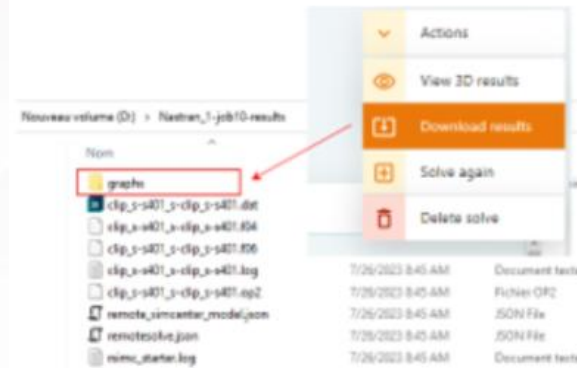 Actions
View 3D results
Download results
Solve again
Delete solve
Nouveau volume (D:) > Nastran_1-job10-results
Nom
graphs
clip_s-s401_s-clip_s-s401.dat
clip_s-s401_s-clip_s-s401.f04
clip_s-s401_s-clip_s-s401.f06
clip_s-s401_s-clip_s-s401.log 7/26/2023 8:45 AM Document texte
clip_s-s401_s-clip_s-s401.op2 7/26/2023 8:45 AM Fichier OP2
remote_simcenter_model.json 7/26/2023 8:45 AM JSON File
remotesolve.json 7/26/2023 8:45 AM JSON File
mimc_starter.log 7/26/2023 8:45 AM Document texte